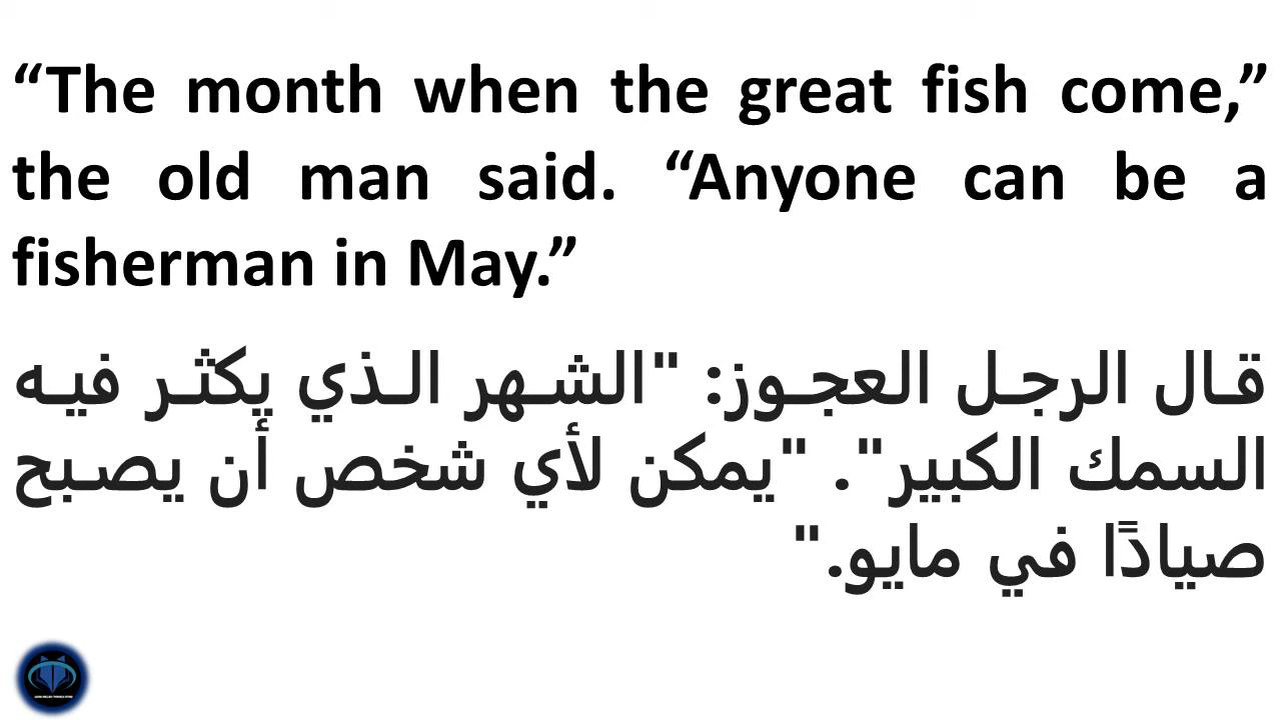 “The month when the great fish come,”
the old man said. “Anyone can be a
fisherman in May.”
قال الرجل العجوز: "الشهر الذي يكثر فيه
السمك الكبير". "يمكن لأي شخص أن يصبح
صيادًا في مايو."